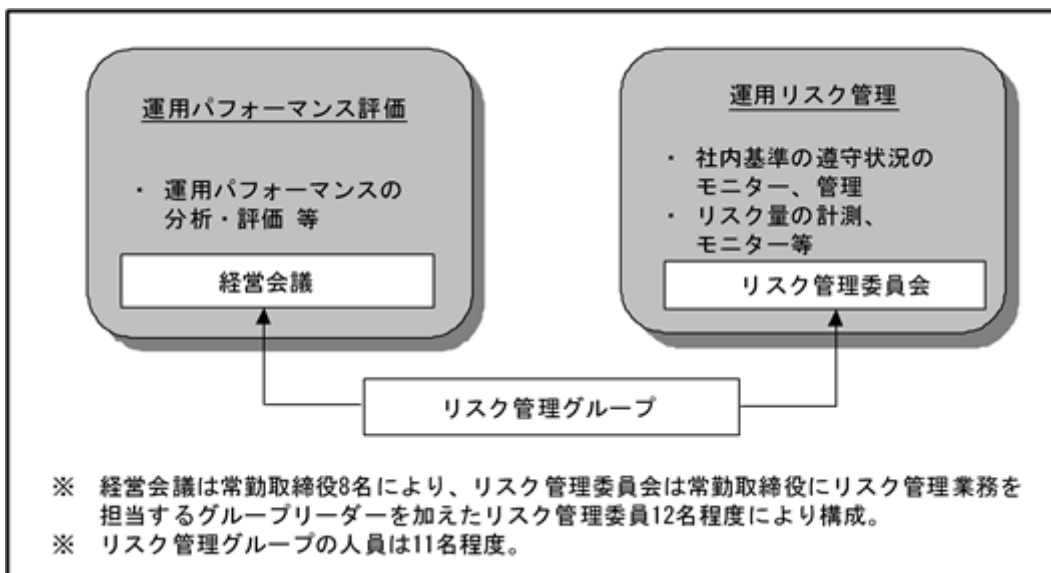 運用パフォーマンス評価
・ 運用パフォーマンスの
分析・評価 等
経営会議
運用リスク管理
・ 社内基準の遵守状況の
モニター、管理
・ リスク量の計測、
モニター等
リスク管理委員会
リスク管理グループ
※ 経営会議は常勤取締役8名により、リスク管理委員会は常勤取締役にリスク管理業務を
担当するグループリーダーを加えたリスク管理委員12名程度により構成。
※ リスク管理グループの人員は11名程度。